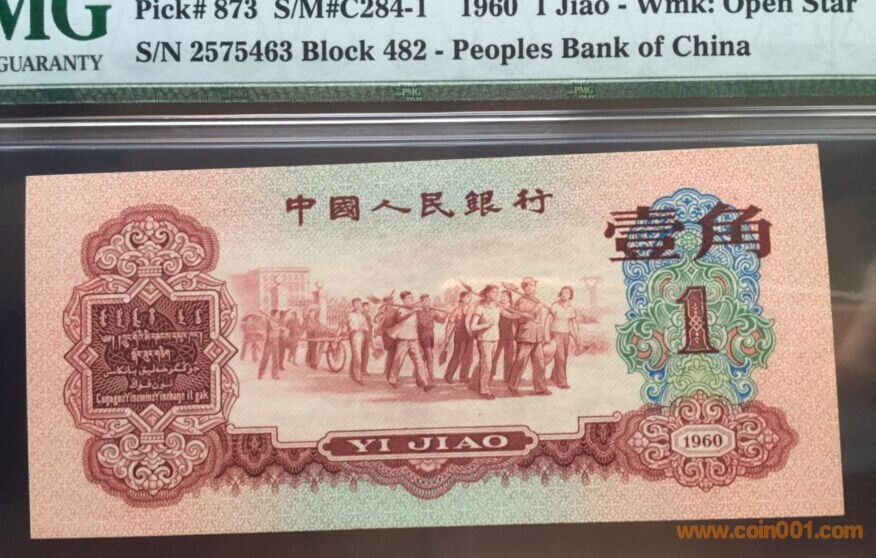 Pick# 873 S/M#C284-1 1960 1 Jiao - Wmk: Open Star
MG
GUARANTY
S/N 2575463 Block 482 - Peoples Bank of China
PMG
中國人民銀行
壹角
1
YI JIAO
1960
www.coin001.com